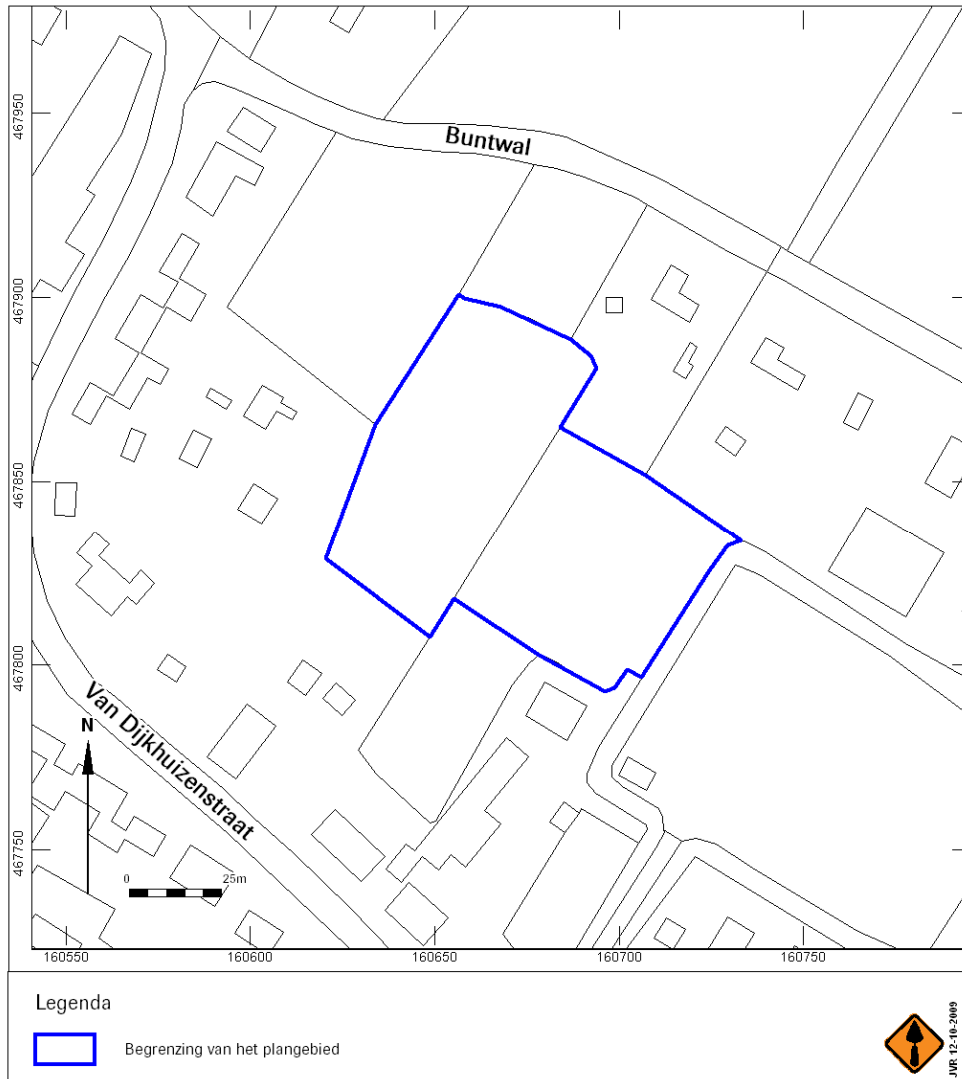 467950
Buntwal
467900
467850
467800
Van Dijkhuizenstraat
N
467750
0 25m
160550 160600 160650 160700 160750
Legenda
Begrenzing van het plangebied
JVR 12-10-2009